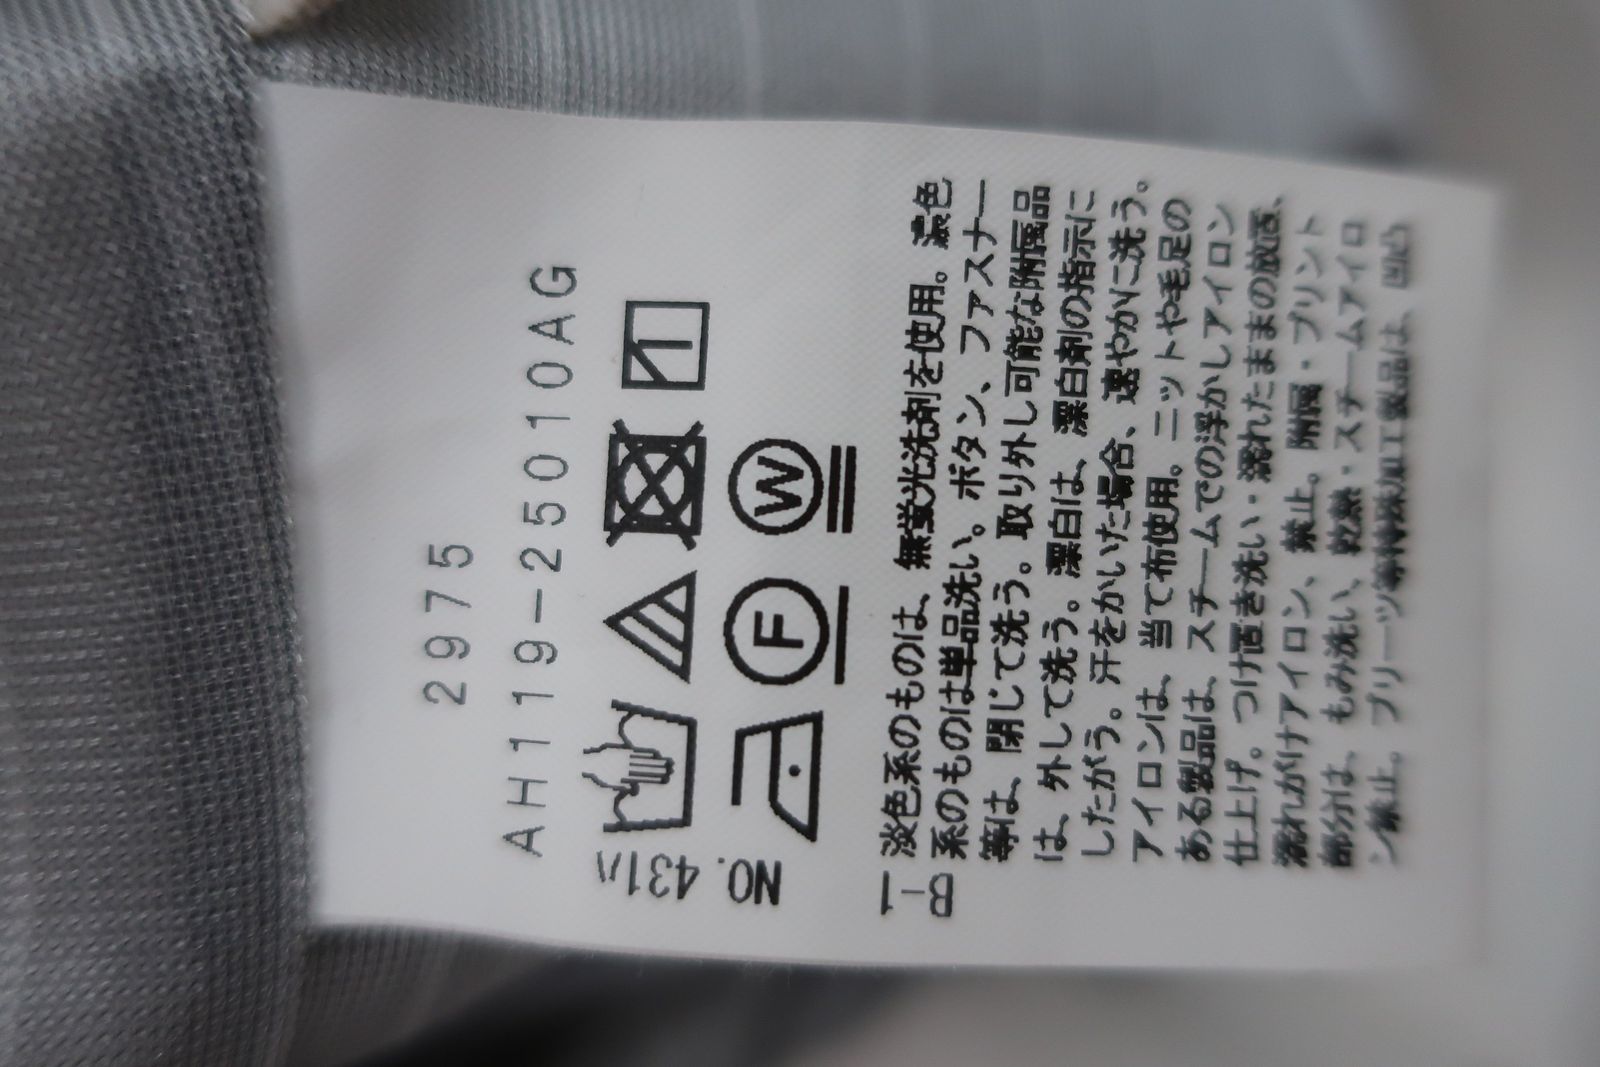 2975
AH119-25010AG
NO. 431ハ
F
W
1-B
淡色系のものは、無蛍光洗剤を使用。濃色
系のものは単品洗い。ボタン、ファスナー
等は、閉じて洗う。取り外し可能な附属品
は、外して洗う。漂白は、漂白剤の指示に
したがう。汗をかいた場合、速やかに洗う。
アイロンは、当て布使用。ニットや毛足の
ある製品は、スチームでの浮かしアイロン
仕上げ。つけ置き洗い・濡れたままの放置、
濡れがけアイロン、禁止。附属・プリント
部分は、もみ洗い、乾熱・スチームアイロ
ン禁止。プリーツ等特殊加工製品は、凹凸